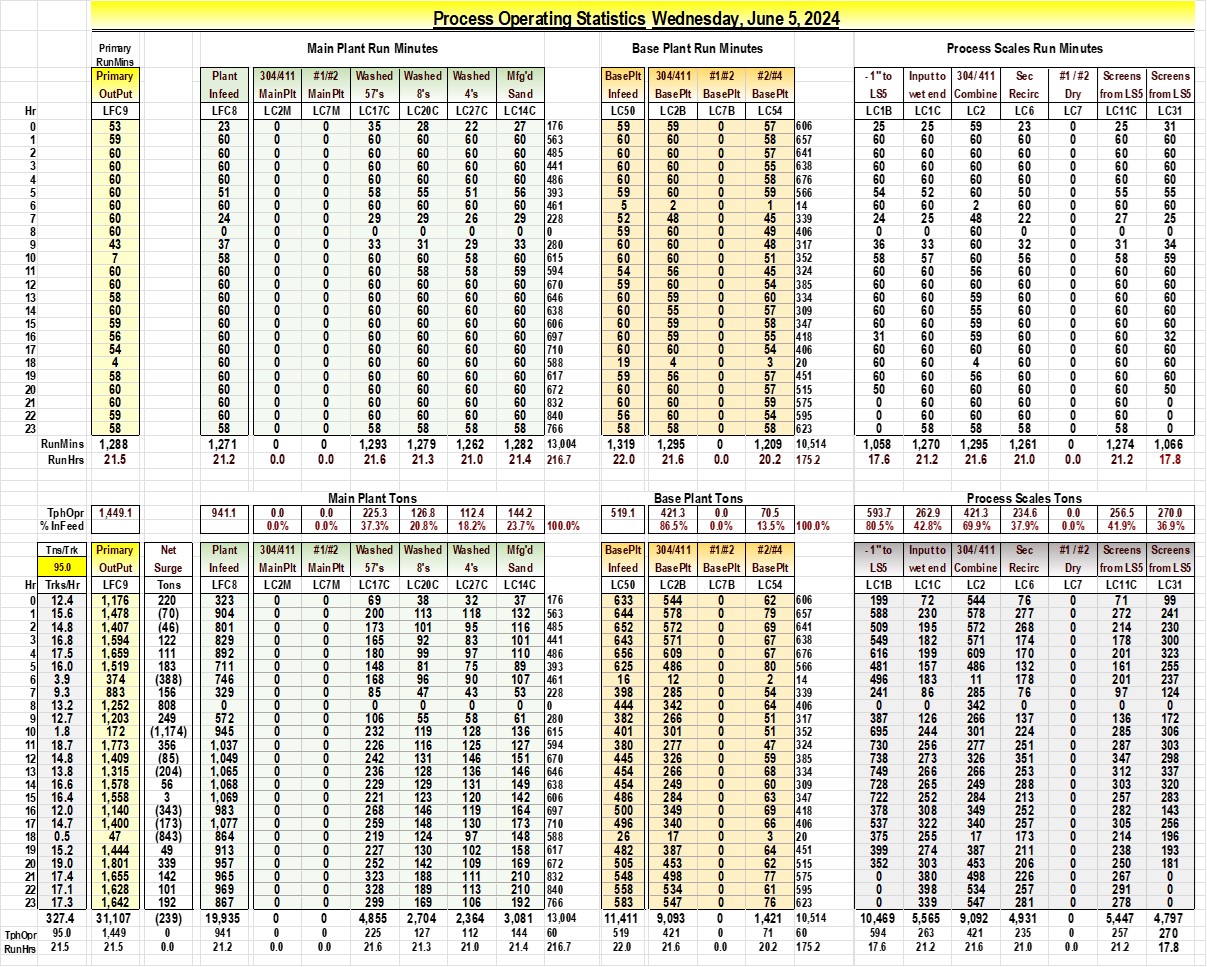 Process Operating Statistics Wednesday, June 5, 2024
Primary RunMins Main Plant Run Minutes Base Plant Run Minutes Process Scales Run Minutes
Primary Plant 304/411 #1/#2 Washed Washed Washed Mfg'd BasePlt 304/411 #1/#2 #2/#4 - 1" to Input to 304/ 411 Sec #1 / #2 Screens Screens
OutPut Infeed MainPlt MainPlt 57's 8's 4's Sand Infeed BasePlt BasePlt BasePlt LS5 wet end Combine Recirc Dry from LS5 from LS5
Hr LFC9 LFC8 LC2M LC7M LC17C LC20C LC27C LC14C LC50 LC2B LC7B LC54 LC1B LC1C LC2 LC6 LC7 LC11C LC31
0 53 23 0 0 35 28 22 27 176 59 59 0 57 606 25 25 59 23 0 25 31
1 59 60 0 0 60 60 60 60 563 60 60 0 58 657 60 60 60 60 0 60 60
2 60 60 0 0 60 60 60 60 485 60 60 0 57 641 60 60 60 60 0 60 60
3 60 60 0 0 60 60 60 60 441 60 60 0 55 638 60 60 60 60 0 60 60
4 60 60 0 0 60 60 60 60 486 60 60 0 58 676 60 60 60 60 0 60 60
5 60 51 0 0 58 55 51 56 393 59 60 0 59 566 54 52 60 50 0 55 55
6 60 60 0 0 60 60 60 60 461 5 2 0 1 14 60 60 2 60 0 60 60
7 60 24 0 0 29 29 26 29 228 52 48 0 45 339 24 25 48 22 0 27 25
8 60 0 0 0 0 0 0 0 0 59 60 0 49 406 0 0 60 0 0 0 0
9 43 37 0 0 33 31 29 33 280 60 60 0 48 317 36 33 60 32 0 31 34
10 7 58 0 0 60 60 58 60 615 60 60 0 51 352 58 57 60 56 0 58 59
11 60 60 0 0 60 58 58 59 594 54 56 0 45 324 60 60 56 60 0 60 60
12 60 60 0 0 60 60 60 60 670 59 60 0 54 385 60 60 60 60 0 60 60
13 58 60 0 0 60 60 60 60 646 60 59 0 60 334 60 60 59 60 0 60 60
14 60 60 0 0 60 60 60 60 638 60 55 0 57 309 60 60 55 60 0 60 60
15 59 60 0 0 60 60 60 60 606 60 59 0 58 347 60 60 59 60 0 60 60
16 56 60 0 0 60 60 60 60 697 60 59 0 55 418 31 60 59 60 0 60 32
17 54 60 0 0 60 60 60 60 710 60 60 0 54 406 60 60 60 60 0 60 60
18 4 60 0 0 60 60 60 60 588 19 4 0 3 20 60 60 4 60 0 60 60
19 58 60 0 0 60 60 60 60 617 59 56 0 57 451 60 60 56 60 0 60 60
20 60 60 0 0 60 60 60 60 672 60 60 0 57 515 50 60 60 60 0 60 50
21 60 60 0 0 60 60 60 60 832 60 60 0 59 575 0 60 60 60 0 60 0
22 59 60 0 0 60 60 60 60 840 56 60 0 54 595 0 60 60 60 0 60 0
23 58 58 0 0 58 58 58 58 766 58 58 0 58 623 0 58 58 58 0 58 0
RunMins 1,288 1,271 0 0 1,293 1,279 1,262 1,282 13,004 1,319 1,295 0 1,209 10,514 1,058 1,270 1,295 1,261 0 1,274 1,066
Run Hrs 21.5 21.2 0.0 0.0 21.6 21.3 21.0 21.4 216.7 22.0 21.6 0.0 20.2 175.2 17.6 21.2 21.6 21.0 0.0 21.2 17.8
Main Plant Tons Base Plant Tons Process Scales Tons
TphOpr 1,449.1 941.1 0.0 0.0 225.3 126.8 112.4 144.2 519.1 421.3 0.0 70.5 593.7 262.9 421.3 234.6 0.0 256.5 270.0
% InFeed 0.0% 0.0% 37.3% 20.8% 18.2% 23.7% 100.0% 86.5% 0.0% 13.5% 100.0% 80.5% 42.8% 69.9% 37.9% 0.0% 41.9% 36.9%
Tns/Trk Primary Net Plant 304/411 #1/#2 Washed Washed Washed Mfg'd BasePlt 304/411 #1/#2 #2/#4 - 1" to Input to 304/ 411 Sec #1 / #2 Screens Screens
95.0 OutPut Surge Infeed MainPlt MainPlt 57's 8's 4's Sand Infeed BasePlt BasePlt BasePlt LS5 wet end Combine Recirc Dry from LS5 from LS5
Hr Trks/Hr LFC9 Tons LFC8 LC2M LC7M LC17C LC20C LC27C LC14C LC50 LC2B LC7B LC54 LC1B LC1C LC2 LC6 LC7 LC11C LC31
0 12.4 1,176 220 323 0 0 69 38 32 37 176 633 544 0 62 606 199 72 544 76 0 71 99
1 15.6 1,478 (70) 904 0 0 200 113 118 132 563 644 578 0 79 657 588 230 578 277 0 272 241
2 14.8 1,407 (46) 801 0 0 173 101 95 116 485 652 572 0 69 641 509 195 572 268 0 214 230
3 16.8 1,594 122 829 0 0 165 92 83 101 441 643 571 0 67 638 549 182 571 174 0 178 300
4 17.5 1,659 111 892 0 0 180 99 97 110 486 656 609 0 67 676 616 199 609 170 0 201 323
5 16.0 1,519 183 711 0 0 148 81 75 89 393 625 486 0 80 566 481 157 486 132 0 161 255
6 3.9 374 (388) 746 0 0 168 96 90 107 461 16 12 0 2 14 496 183 11 178 0 201 237
7 9.3 883 156 329 0 0 85 47 43 53 228 398 285 0 54 339 241 86 285 76 0 97 124
8 13.2 1,252 808 0 0 0 0 0 0 0 0 444 342 0 64 406 0 0 342 0 0 0 0
9 12.7 1,203 249 572 0 0 106 55 58 61 280 382 266 0 51 317 387 126 266 137 0 136 172
10 1.8 172 (1,174) 945 0 0 232 119 128 136 615 401 301 0 51 352 695 244 301 224 0 285 306
11 18.7 1,773 356 1,037 0 0 226 116 125 127 594 380 277 0 47 324 730 256 277 251 0 287 303
12 14.8 1,409 (85) 1,049 0 0 242 131 146 151 670 445 326 0 59 385 738 273 326 351 0 347 298
13 13.8 1,315 (204) 1,065 0 0 236 128 136 146 646 454 266 0 68 334 749 266 266 253 0 312 337
14 16.6 1,578 56 1,068 0 0 229 129 131 149 638 454 249 0 60 309 728 265 249 288 0 303 320
15 16.4 1,558 3 1,069 0 0 221 123 120 142 606 486 284 0 63 347 722 252 284 213 0 257 283
16 12.0 1,140 (343) 983 0 0 268 146 119 164 697 500 349 0 69 418 378 308 349 252 0 282 143
17 14.7 1,400 (173) 1,077 0 0 259 148 130 173 710 496 340 0 66 406 537 322 340 257 0 305 256
18 0.5 47 (843) 864 0 0 219 124 97 148 588 26 17 0 3 20 375 255 17 173 0 214 196
19 15.2 1,444 49 913 0 0 227 130 102 158 617 482 387 0 64 451 399 274 387 211 0 238 193
20 19.0 1,801 339 957 0 0 252 142 109 169 672 505 453 0 62 515 352 303 453 206 0 250 181
21 17.4 1,655 142 965 0 0 323 188 111 210 832 575 498 0 77 575 0 380 498 226 0 267 0
22 17.1 1,628 101 969 0 0 328 189 113 210 840 558 534 0 61 595 0 398 534 257 0 291 0
23 17.3 1,642 192 867 0 0 299 169 106 192 766 583 547 0 76 623 0 339 547 281 0 278 0
327.4 31,107 (239) 19,935 0 0 4,855 2,704 2,364 3,081 13,004 11,411 9,093 0 1,421 10,514 10,469 5,565 9,092 4,931 0 5,447 4,797
TphOpr 95.0 1,449 0 941 0 0 225 127 112 144 60 519 421 0 71 60 594 263 421 235 0 257 270
RunHrs 21.5 21.5 0.0 21.2 0.0 0.0 21.6 21.3 21.0 21.4 216.7 22.0 21.6 0.0 20.2 175.2 17.6 21.2 21.6 21.0 0.0 21.2 17.8